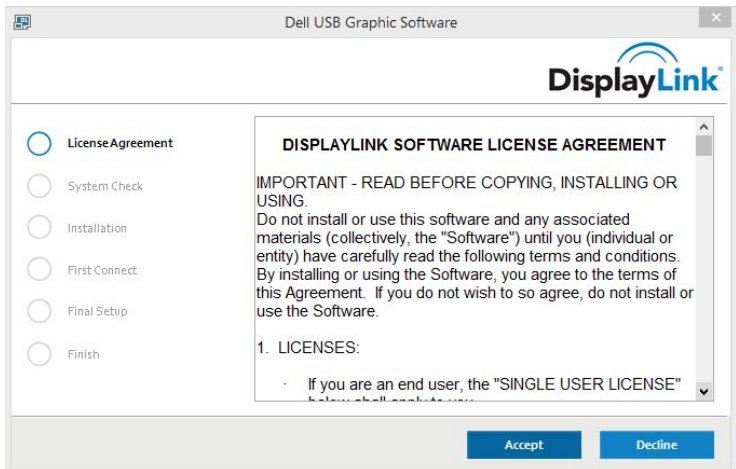 Dell USB Graphic Software
DisplayLink
License Agreement
System Check
Installation
First Connect
Final Setup
Finish
DISPLAYLINK SOFTWARE LICENSE AGREEMENT
IMPORTANT - READ BEFORE COPYING, INSTALLING OR
USING.
Do not install or use this software and any associated
materials (collectively, the "Software") until you (individual or
entity) have carefully read the following terms and conditions.
By installing or using the Software, you agree to the terms of
this Agreement. If you do not wish to so agree, do not install or
use the Software.
1. LICENSES:
· If you are an end user, the "SINGLE USER LICENSE"
below shall apply to you
Accept
Decline